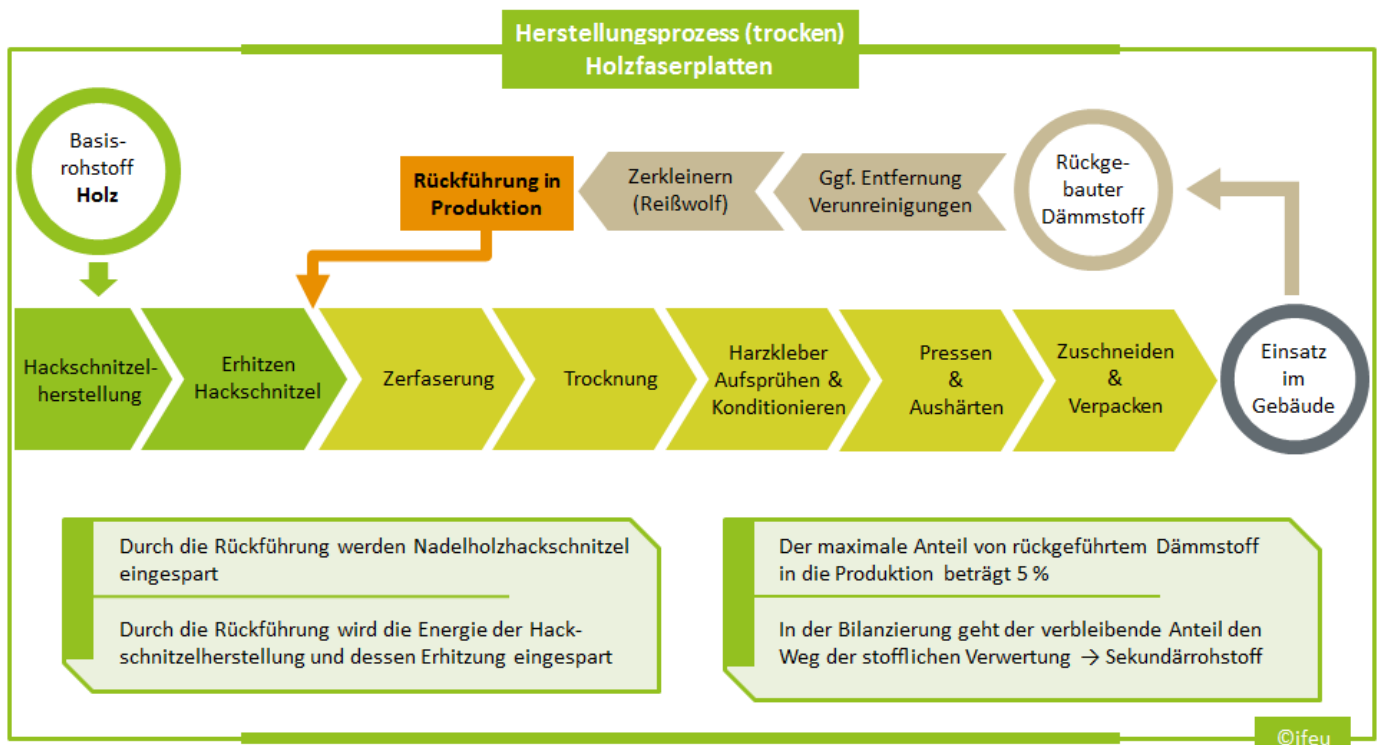 Herstellungsprozess (trocken)
Holzfaserplatten
Basis-
rohstoff
Holz
Rückführung in
Produktion
Zerkleinern
(Reißwolf)
Ggf. Entfernung
Verunreinigungen
Rückge-
bauter
Dämmstoff
Hackschnitzel-
herstellung
Erhitzen
Hackschnitzel
Zerfaserung
Trocknung
Harzkleber
Aufsprühen &
Konditionieren
Pressen
&
Aushärten
Zuschneiden
&
Verpacken
Einsatz
im
Gebäude
Durch die Rückführung werden Nadelholzhackschnitzel
eingespart
Durch die Rückführung wird die Energie der Hack-
schnitzelherstellung und dessen Erhitzung eingespart
Der maximale Anteil von rückgeführtem Dämmstoff
in die Produktion beträgt 5 %
In der Bilanzierung geht der verbleibende Anteil den
Weg der stofflichen Verwertung → Sekundärrohstoff
©ifeu